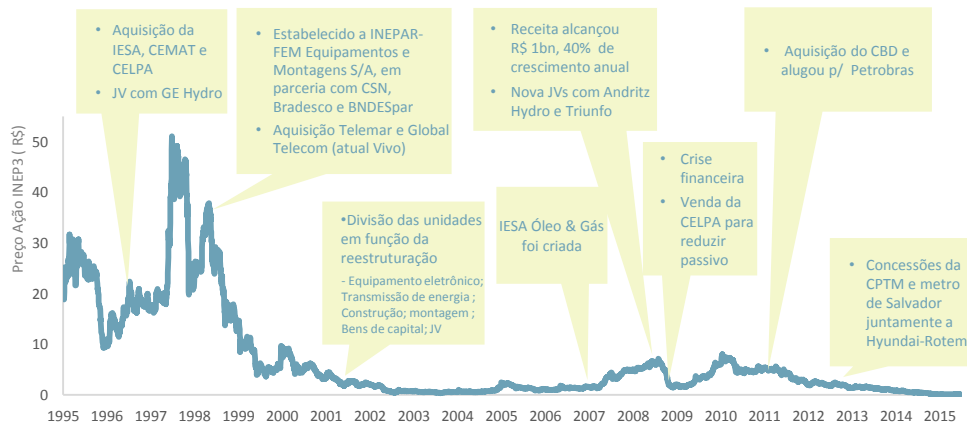 • Aquisição da
IESA, CEMAT e
CELPA
• JV com GE Hydro
• Estabelecido a INEPAR-
FEM Equipamentos e
Montagens S/A, em
parceria com CSN,
Bradesco e BNDESpar
• Aquisição Telemar e Global
Telecom (atual Vivo)
• Receita alcançou
R$ 1bn, 40% de
crescimento anual
• Nova JVs com Andritz
Hydro e Triunfo
• Aquisição do CBD e
alugou p/ Petrobras
• Crise
financeira
• Venda da
CELPA para
reduzir
passivo
•Divisão das unidades
em função da
reestruturação
- Equipamento eletrônico;
Transmissão de energia ;
Construção; montagem ;
Bens de capital; JV
IESA Óleo & Gás
foi criada
• Concessões da
CPTM e metro
de Salvador
juntamente a
Hyundai-Rotem
Preço Ação INEP3 ( R$)
50
40
30
20
10
0
1995 1996 1997 1998 1999 2000 2001 2002 2003 2004 2005 2006 2007 2008 2009 2010 2011 2012 2013 2014 2015